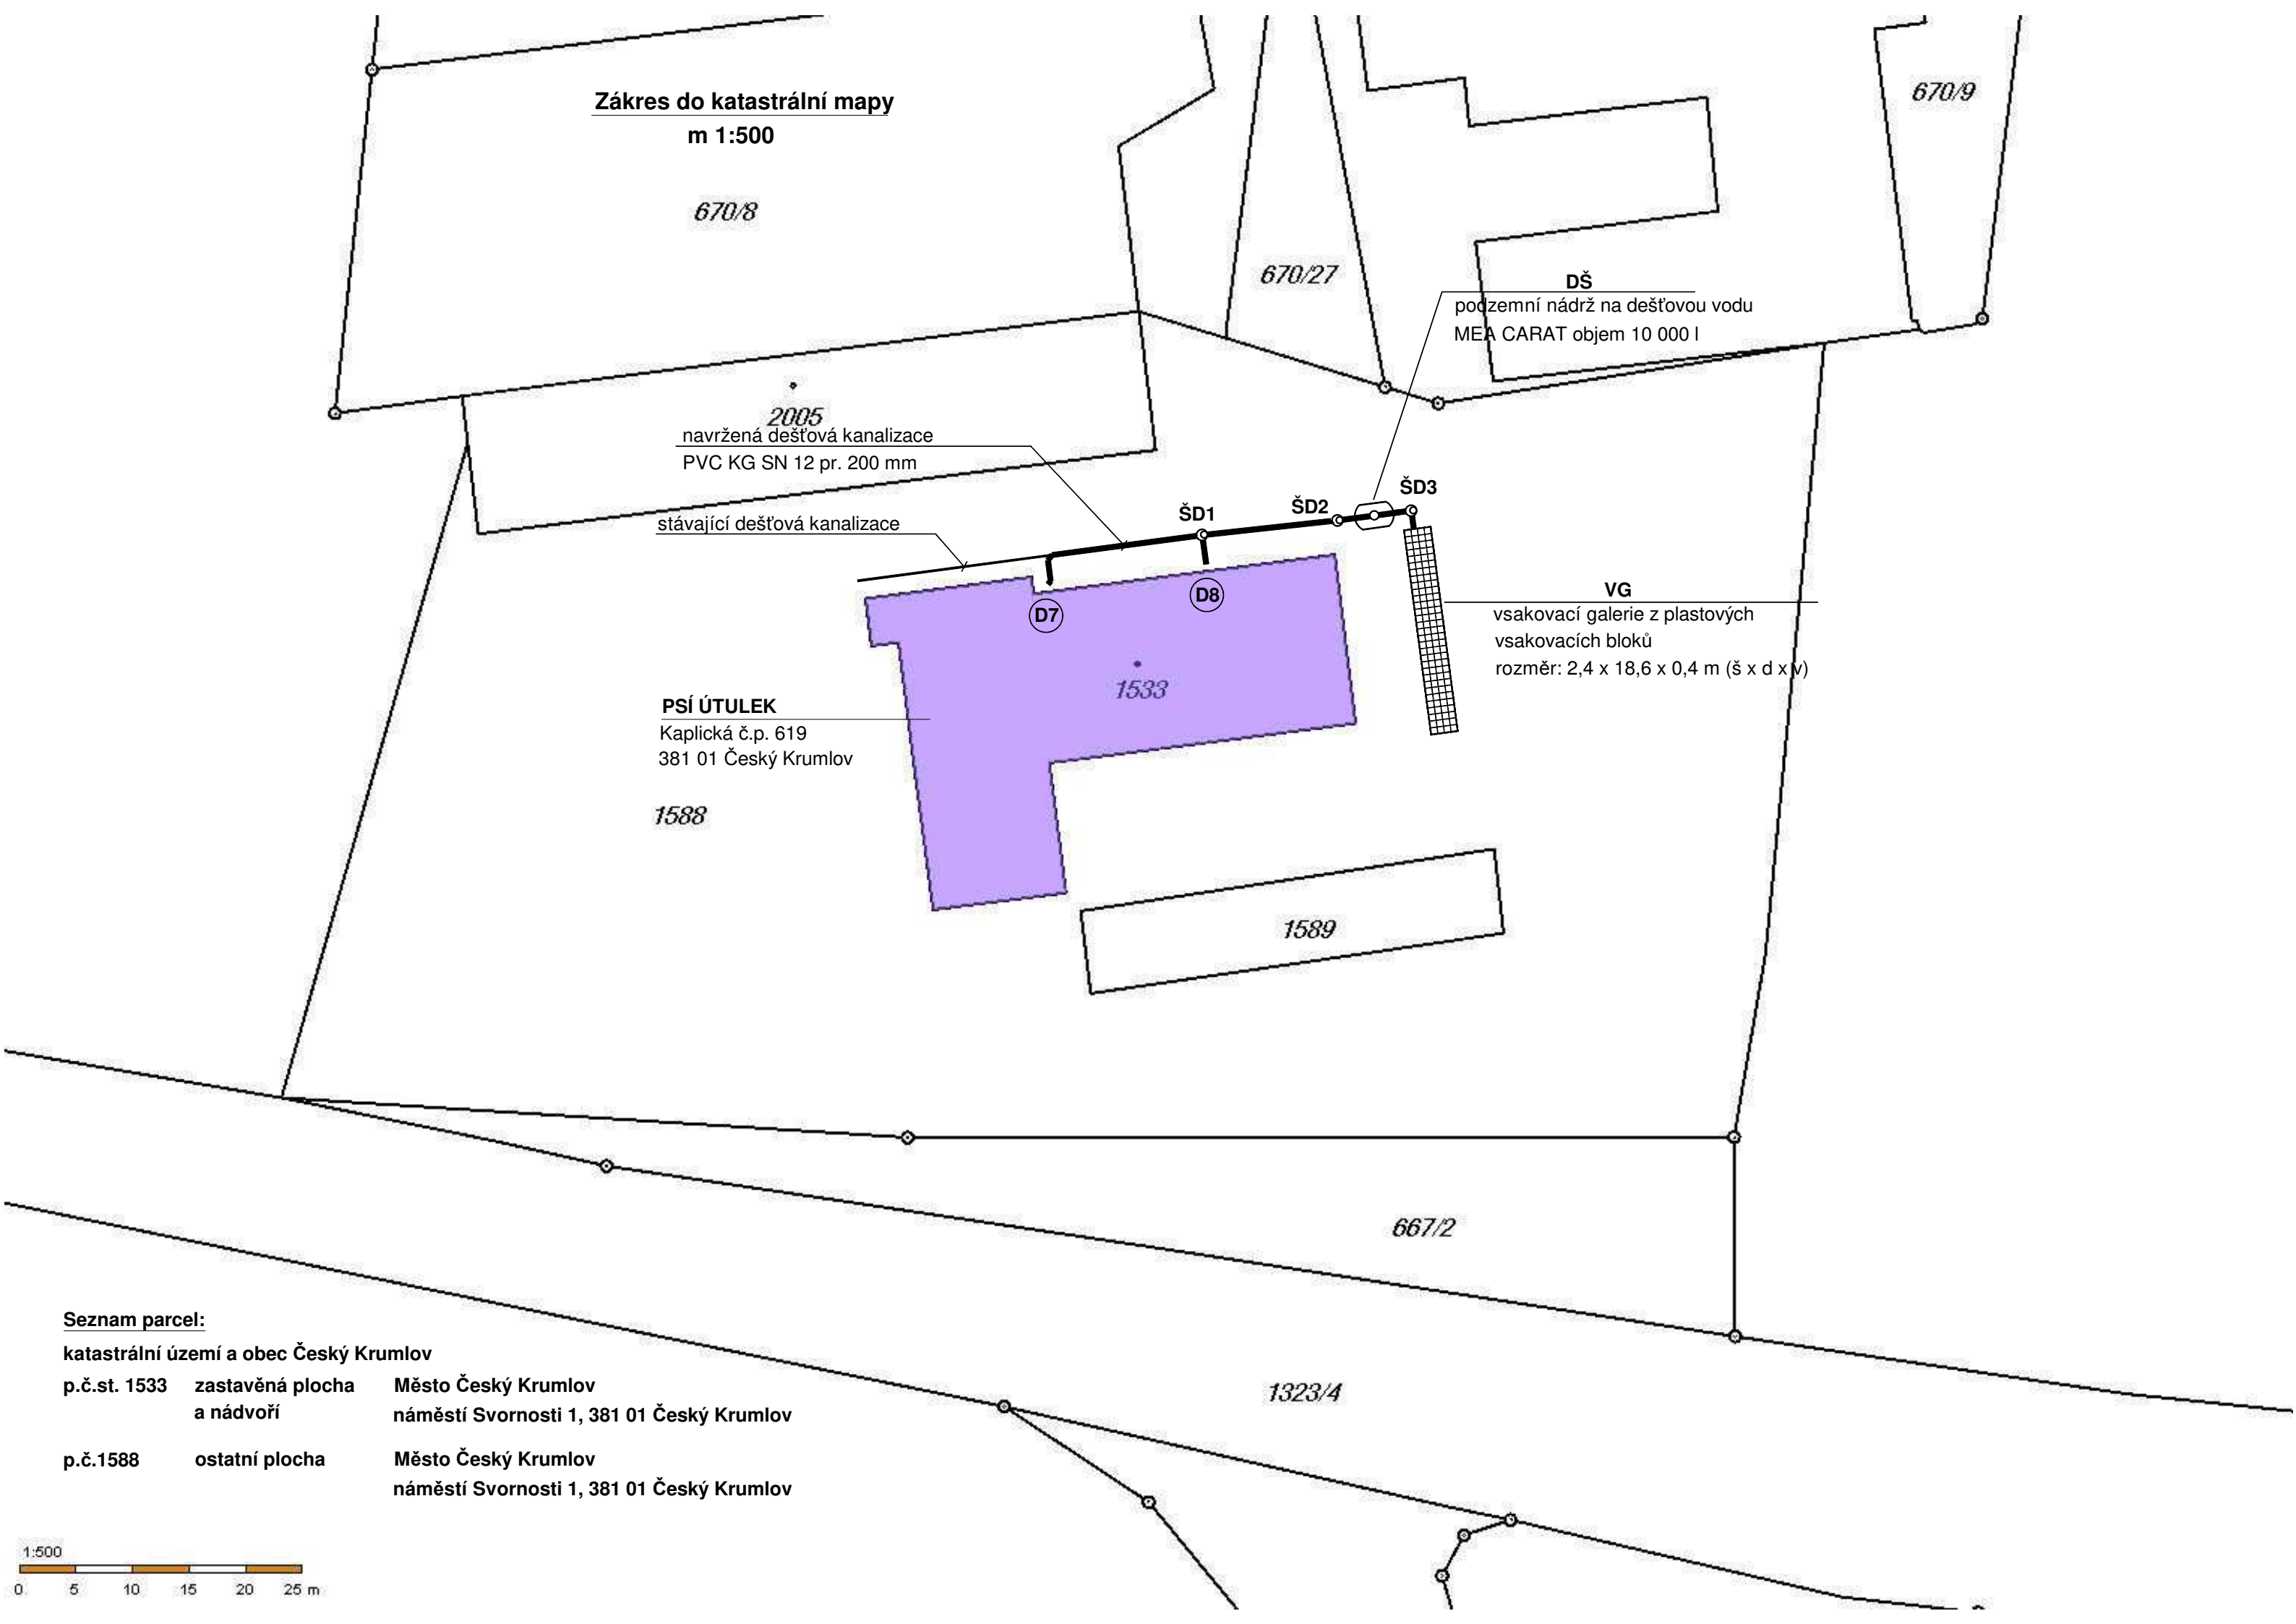 Zákres do katastrální mapy
m 1:500
670/9
670/8
670/27
DŠ
podzemní nádrž na dešťovou vodu
MEA CARAT objem 10 000 l
2005
navržená dešťová kanalizace
PVC KG SN 12 pr. 200 mm
stávající dešťová kanalizace
ŠD1
ŠD2
ŠD3
D7
D8
VG
vsakovací galerie z plastových
vsakovacích bloků
rozměr: 2,4 x 18,6 x 0,4 m (š x d x v)
1533
PSÍ ÚTULEK
Kaplická č.p. 619
381 01 Český Krumlov
1588
1589
667/2
1323/4
Seznam parcel:
katastrální území a obec Český Krumlov
p.č.st. 1533 zastavěná plocha Město Český Krumlov
a nádvoří náměstí Svornosti 1, 381 01 Český Krumlov
p.č.1588 ostatní plocha Město Český Krumlov
náměstí Svornosti 1, 381 01 Český Krumlov
1:500
0 5 10 15 20 25 m